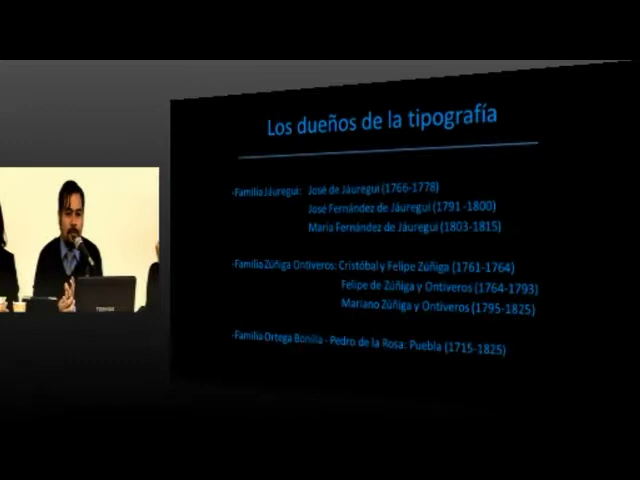 Los dueños de la tipografía
-Familia Jáuregui: José de Jáuregui (1766-1778)
José Fernández de Jáuregui (1791 -1800)
María Fernández de Jáuregui (1803-1815)
-Familia Zúñiga Ontiveros: Cristóbal y Felipe Zúñiga (1761-1764)
Felipe de Zúñiga y Ontiveros (1764-1793)
Mariano Zúñiga y Ontiveros (1795-1825)
-Familia Ortega Bonilla - Pedro de la Rosa: Puebla (1715-1825)
TOSHIBA